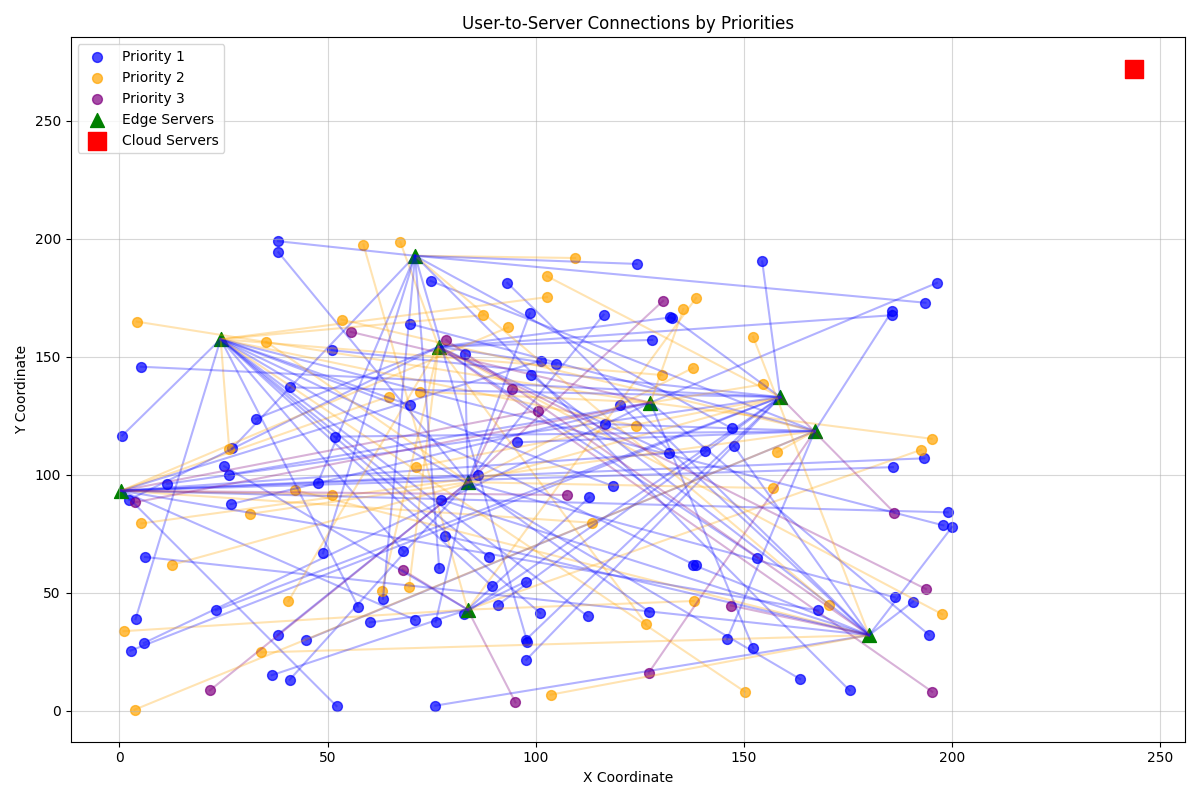 User-to-Server Connections by Priorities
Priority 1
Priority 2
Priority 3
Edge Servers
Cloud Servers
Y Coordinate
250
200
150
100
50
0
0 50 100 150 200 250
X Coordinate